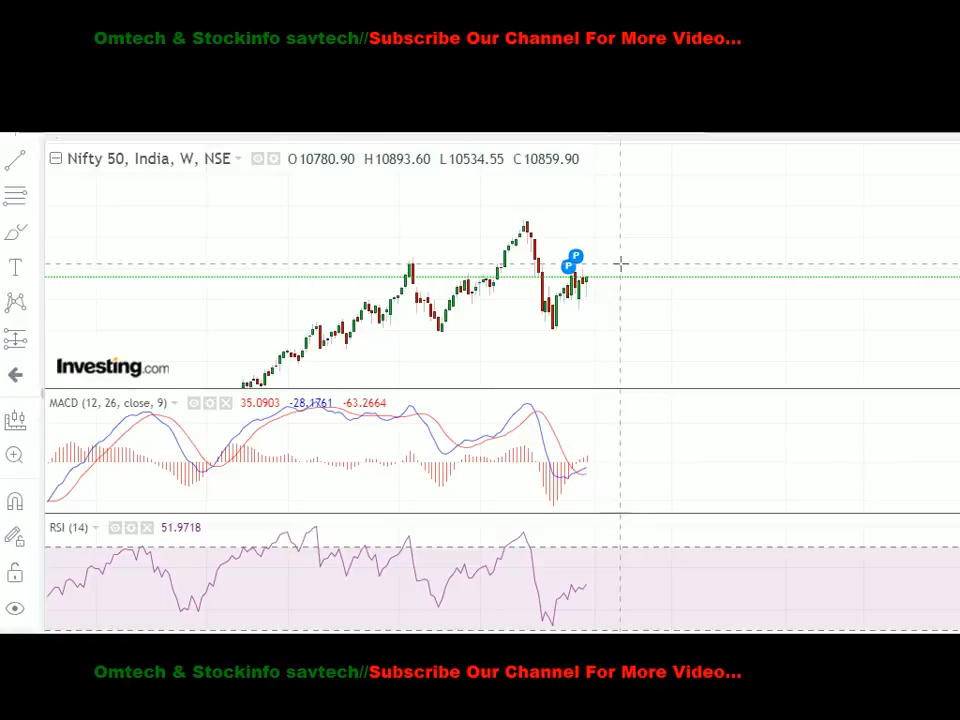 Omtech & Stockinfo savtech//Subscribe Our Channel For More Video...
Nifty 50, India, W, NSE O10780.90 H10893.60 L10534.55 C10859.90
P
P
Investing.com
MACD (12, 26, close, 9) 35.0903 -28.1761 -63.2664
RSI (14) 51.9718
Omtech & Stockinfo savtech//Subscribe Our Channel For More Video...